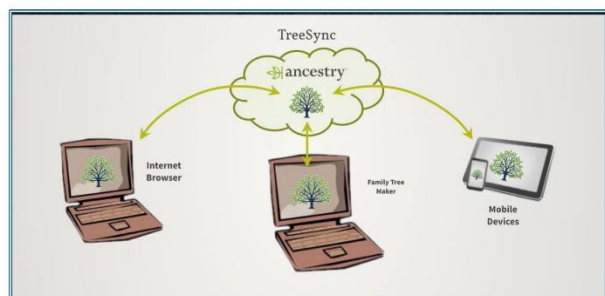 TreeSync
ancestry
Internet
Browser
Family Tree
Maker
Mobile
Devices